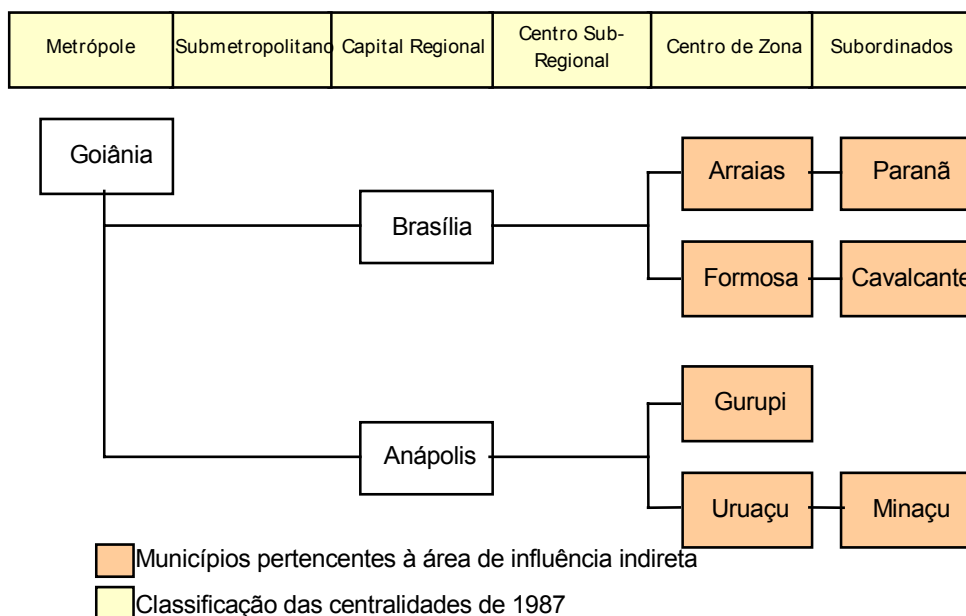 Metrópole
Submetropolitano
Capital Regional
Centro Sub-
Regional
Centro de Zona
Subordinados
Goiânia
Brasília
Arraias
Paranã
Formosa
Cavalcante
Anápolis
Gurupi
Uruaçu
Minaçu
Municípios pertencentes à área de influência indireta
Classificação das centralidades de 1987